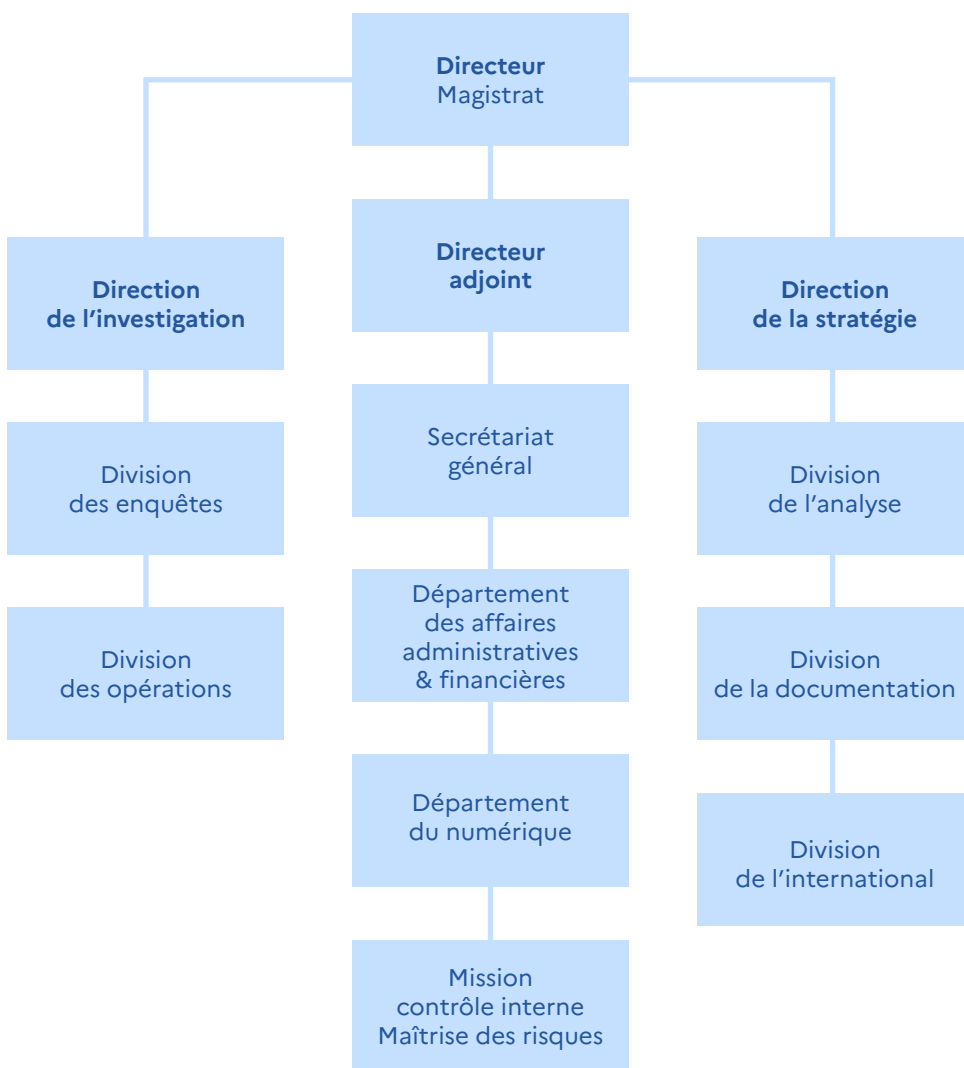 Directeur
Magistrat
Directeur
adjoint
Direction
de l’investigation
Direction
de la stratégie
Secrétariat
général
Division
des enquêtes
Division
de l’analyse
Département
des affaires
administratives
& financières
Division
des opérations
Division
de la documentation
Département
du numérique
Division
de l’international
Mission
contrôle interne
Maîtrise des risques